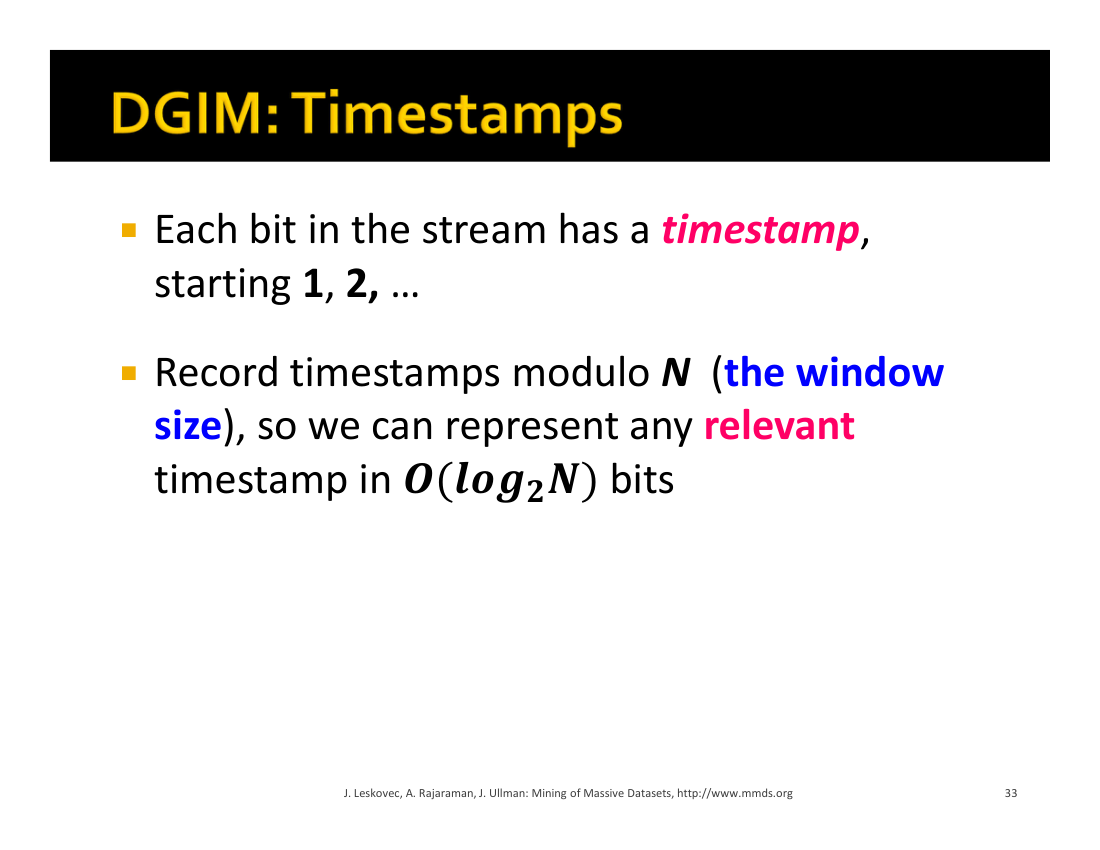 DGIM: Timestamps
Each bit in the stream has a timestamp,
starting 1, 2, …
Record timestamps modulo N (the window
size), so we can represent any relevant
timestamp in O(log₂N) bits
J. Leskovec, A. Rajaraman, J. Ullman: Mining of Massive Datasets, http://www.mmds.org
33